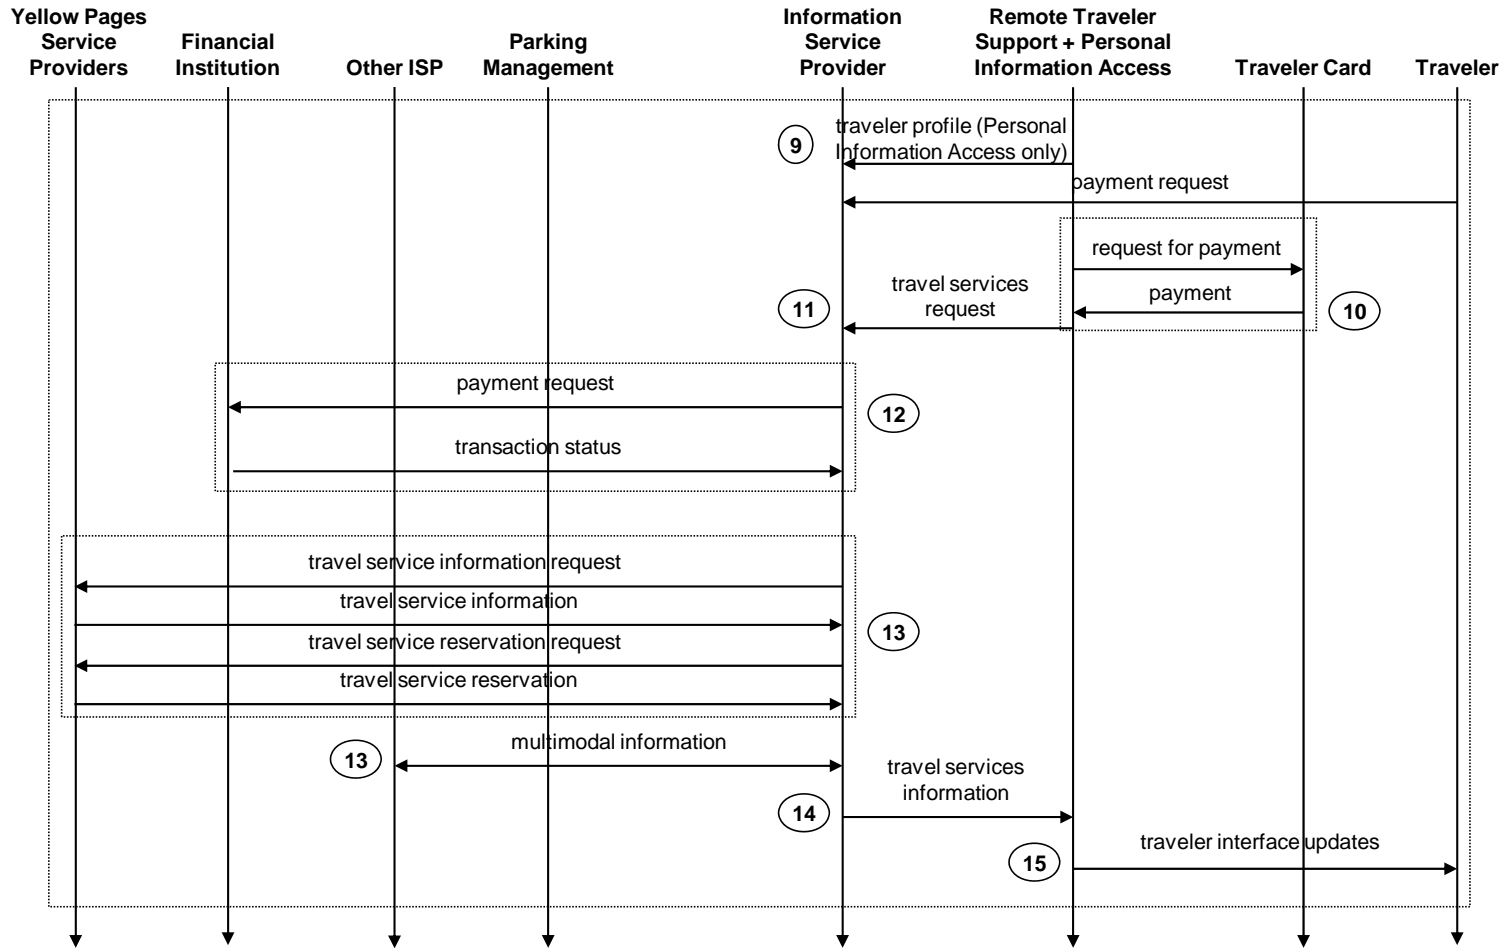 Yellow Pages
Service
Providers
Financial
Institution
Other ISP
Parking
Management
Information
Service
Provider
Remote Traveler
Support + Personal
Information Access
Traveler Card
Traveler
9
traveler profile (Personal
Information Access only)
payment request
request for payment
travel services
request
payment
11
10
payment request
12
transaction status
travel service information request
travel service information
travel service reservation request
13
travel service reservation
multimodal information
13
travel services
information
14
traveler interface updates
15